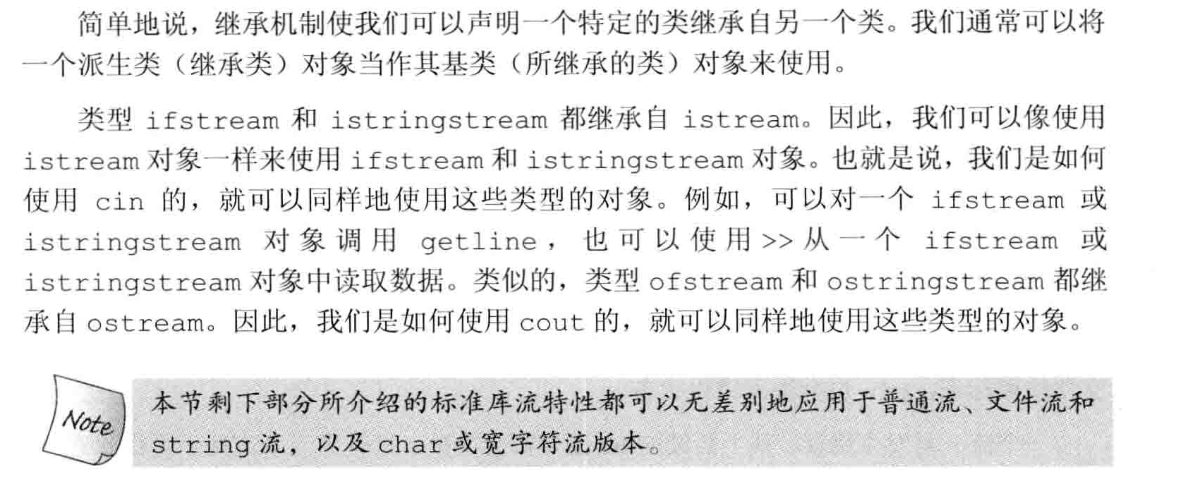 简单地说，继承机制使我们可以声明一个特定的类继承自另一个类。我们通常可以将
一个派生类（继承类）对象当作其基类（所继承的类）对象来使用。
类型 ifstream 和 istringstream 都继承自 istream。因此，我们可以像使用
istream 对象一样来使用 ifstream 和 istringstream 对象。也就是说，我们是如何
使用 cin 的，就可以同样地使用这些类型的对象。例如，可以对一个 ifstream 或
istringstream 对象调用 getline，也可以使用>>从一个 ifstream 或
istringstream 对象中读取数据。类似的，类型 ofstream 和 ostringstream 都继
承自 ostream。因此，我们是如何使用 cout 的，就可以同样地使用这些类型的对象。
Note
本节剩下部分所介绍的标准库流特性都可以无差别地应用于普通流、文件流和
string 流，以及 char 或宽字符流版本。